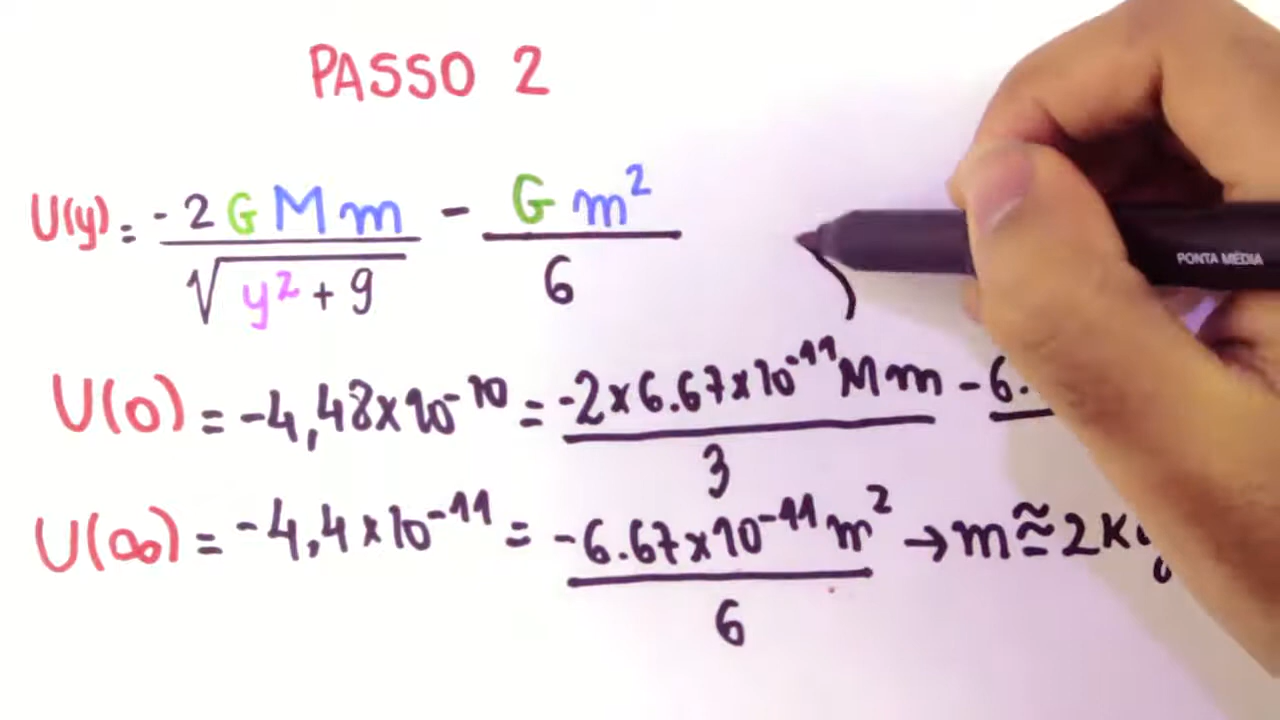 PASSO 2
U(y) = -2GMm / √(y²+9) - Gm² / 6
PONTA MÉDIA
U(0) = -4,48x10⁻¹⁰ = -2x6.67x10⁻¹¹Mm / 3 - 6.
U(∞) = -4,4x10⁻¹¹ = -6.67x10⁻¹¹m² / 6 → m≅2Kg